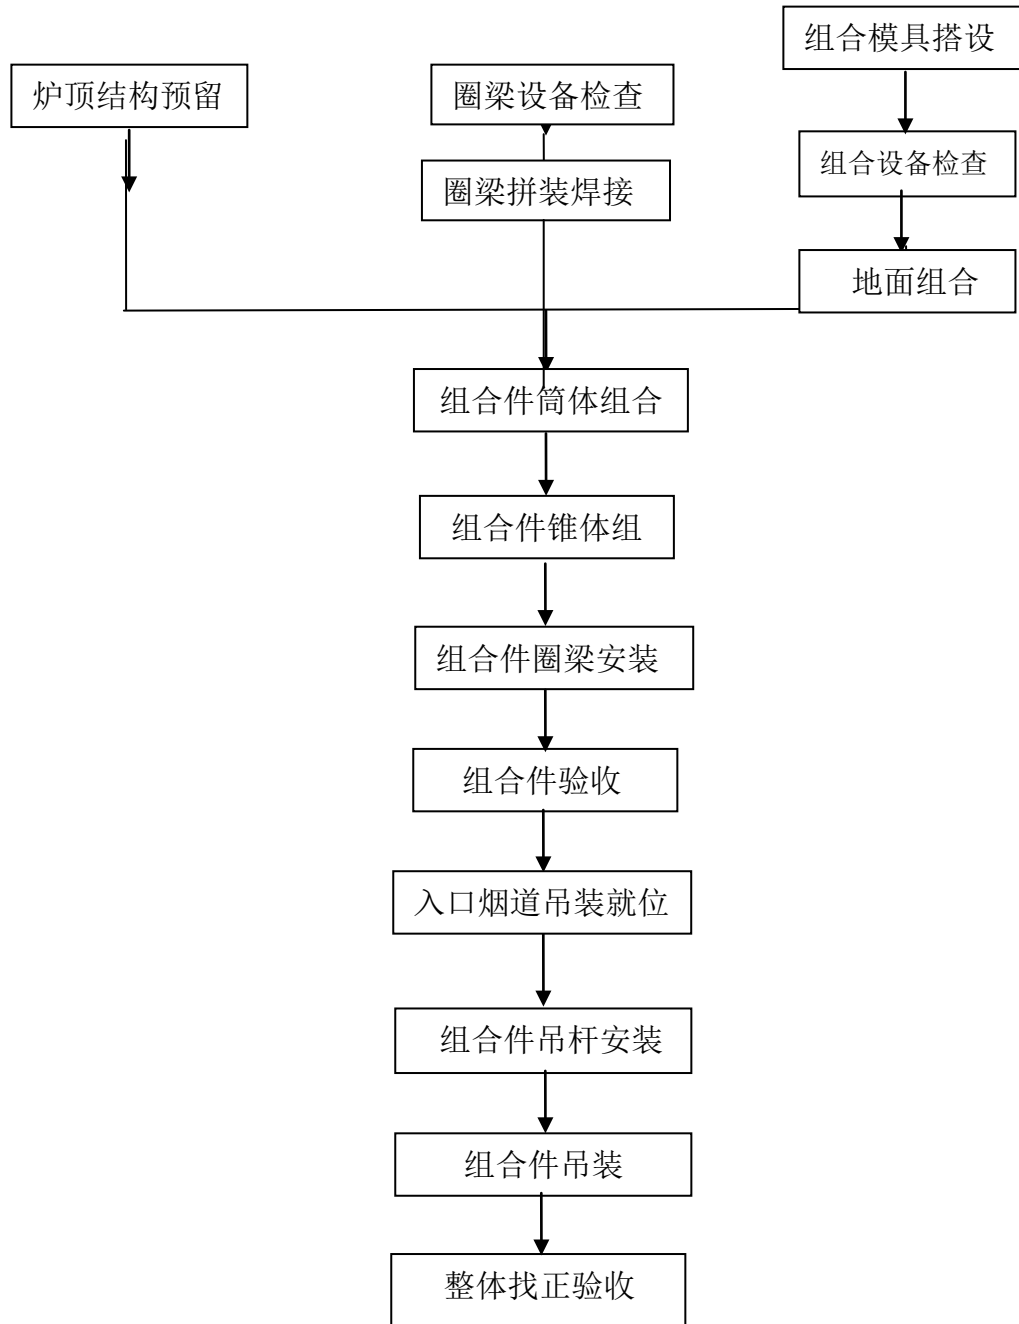 组合模具搭设
炉顶结构预留
圈梁设备检查
组合设备检查
圈梁拼装焊接
地面组合
组合件筒体组合
组合件锥体组
组合件圈梁安装
组合件验收
入口烟道吊装就位
组合件吊杆安装
组合件吊装
整体找正验收